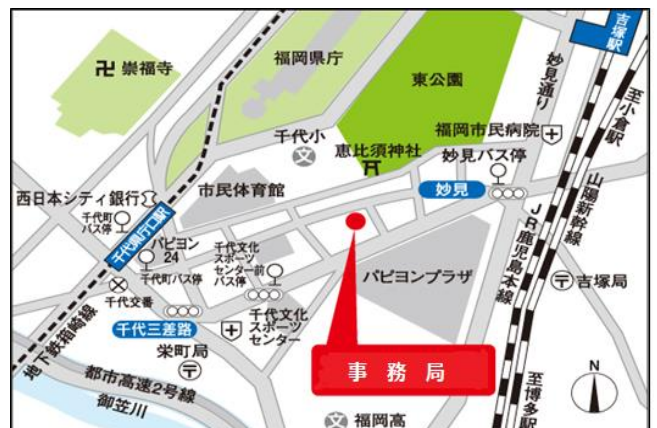 吉塚駅
卍 崇福寺
福岡県庁
東公園
妙見通り
至小倉駅
千代小
文
恵比須神社
福岡市民病院
妙見バス停
山陽新幹線
西日本シティ銀行
市民体育館
妙見
千代町
バス停
千代県庁口駅
パピヨン
24
千代町バス停
千代文化
スポーツ
センター前
バス停
JR鹿児島本線
パピヨンプラザ
吉塚局
千代交番
千代三差路
千代文化
スポーツ
センター
地下鉄箱崎線
栄町局
事務局
N
都市高速2号線
御笠川
文
福岡高
至博多駅